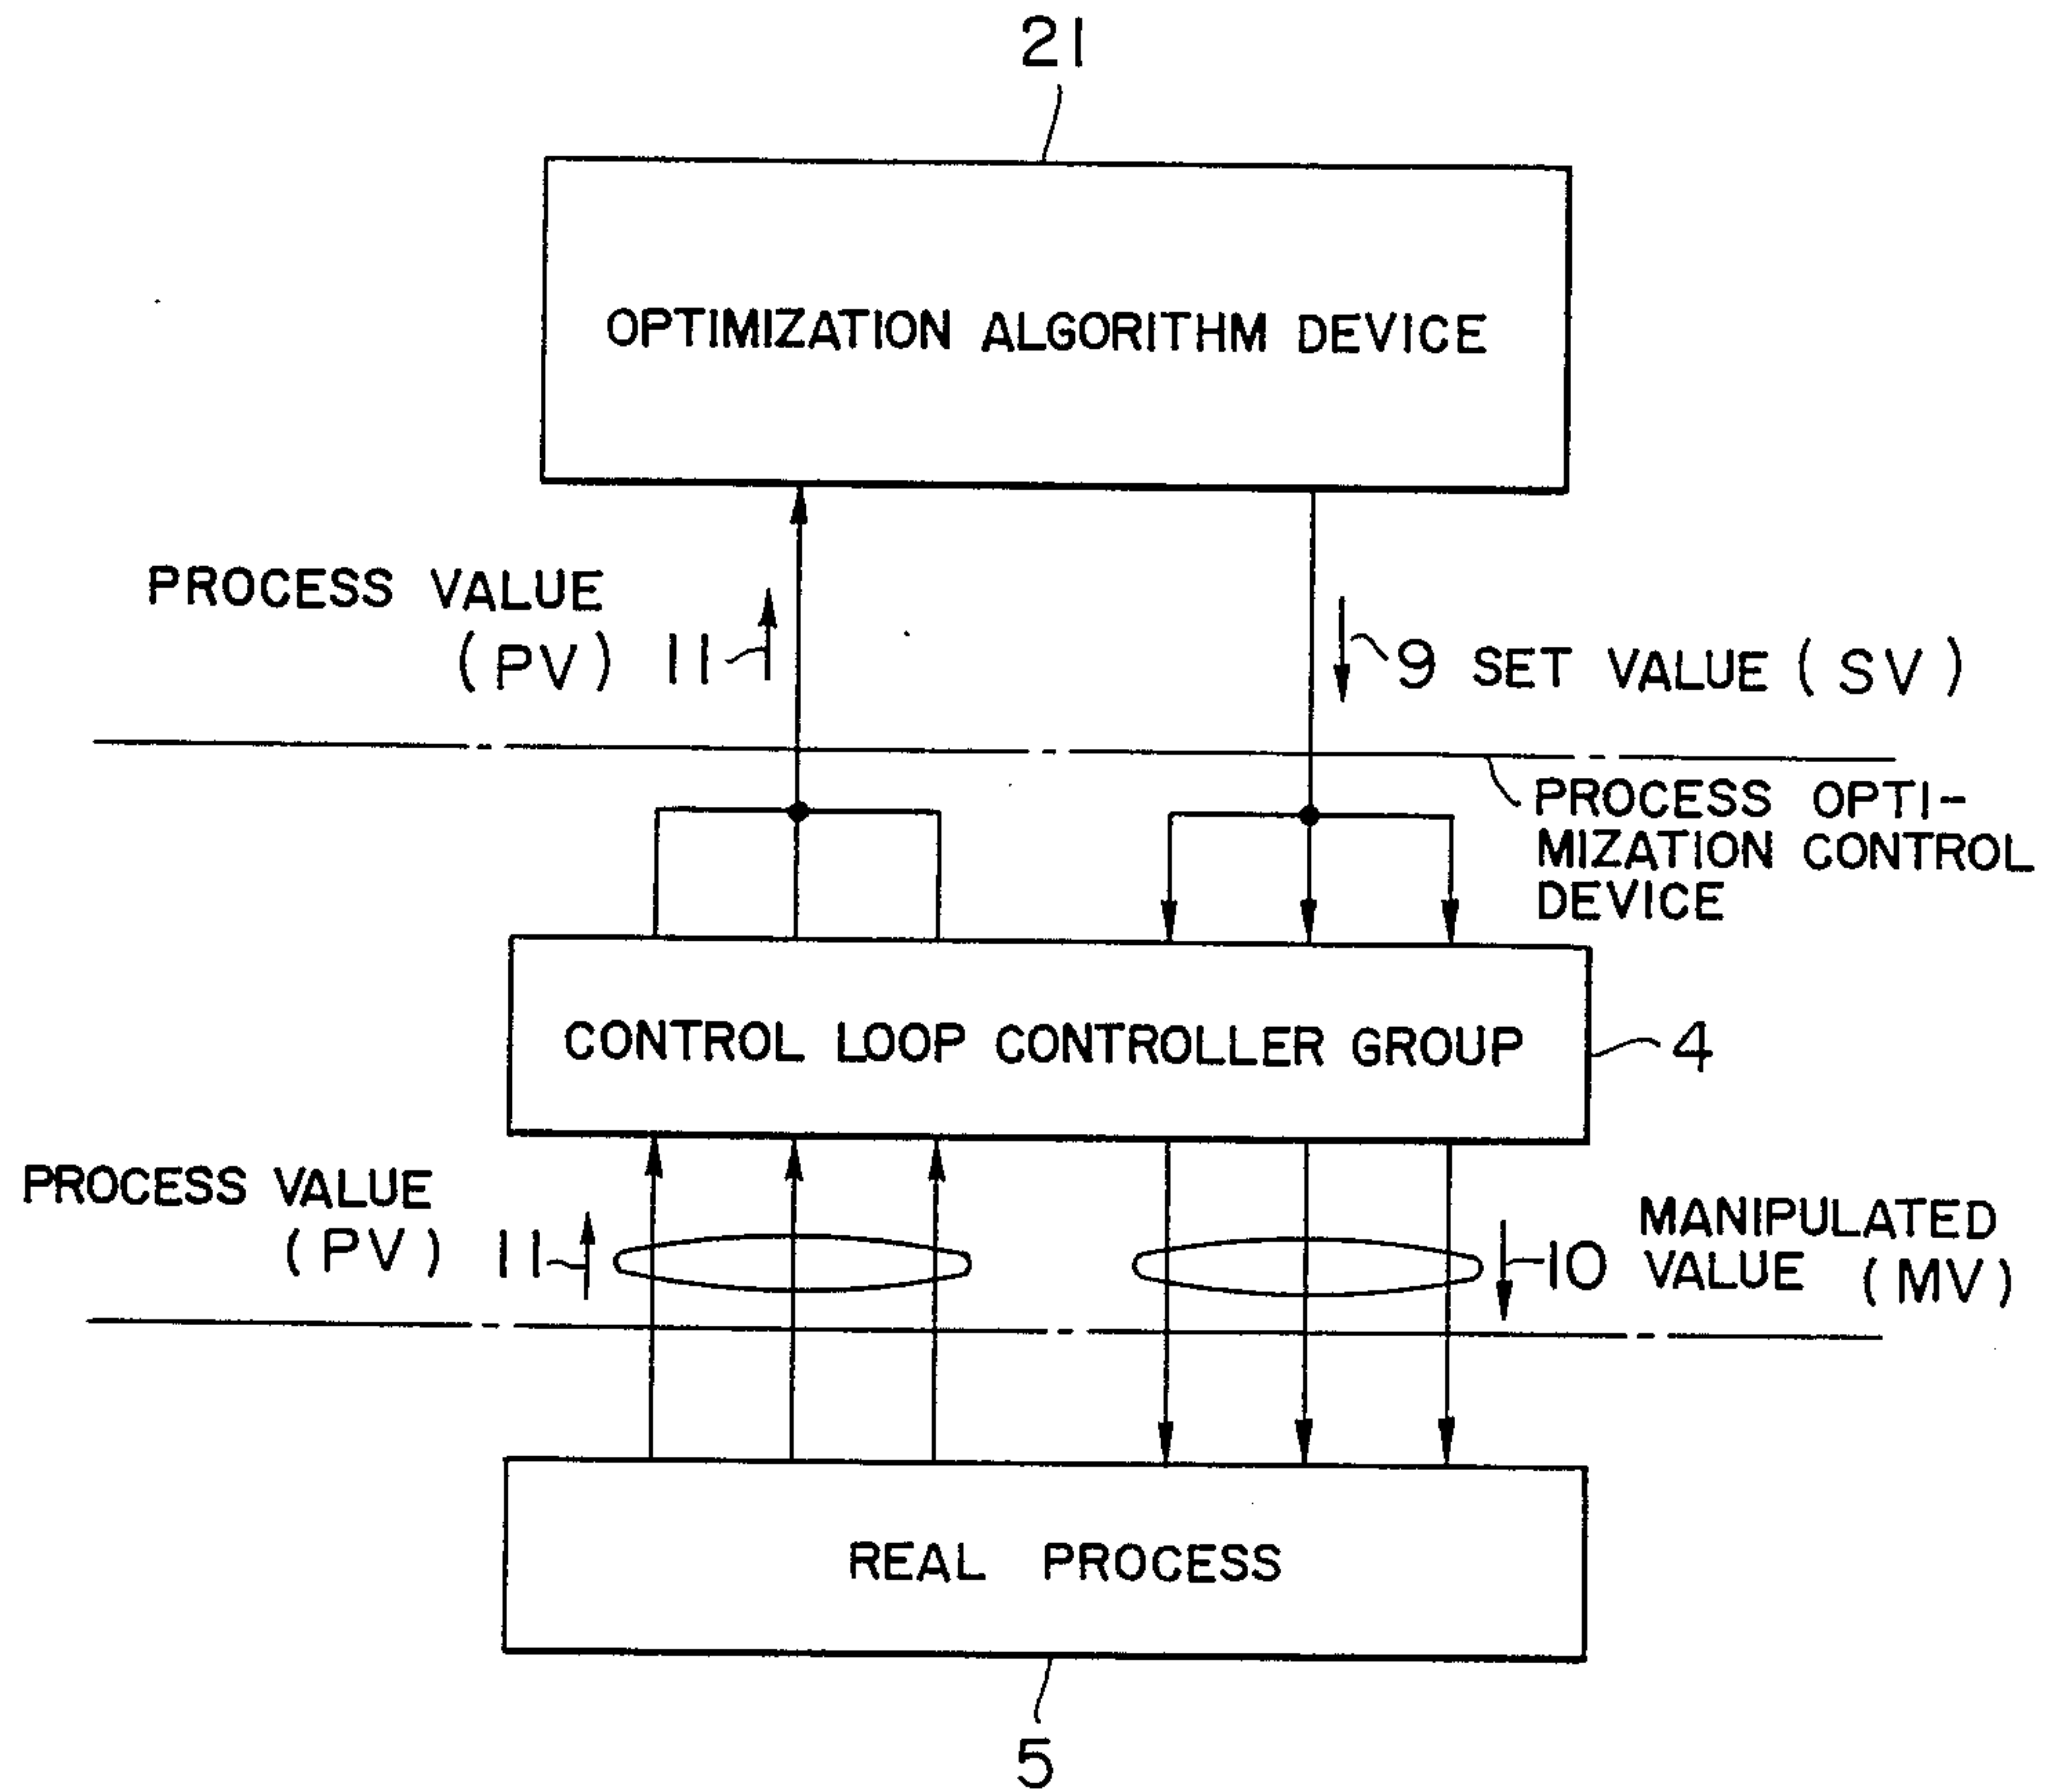 21
OPTIMIZATION ALGORITHM DEVICE
PROCESS VALUE
(PV) 11
9 SET VALUE (SV)
PROCESS OPTI-
MIZATION CONTROL
DEVICE
CONTROL LOOP CONTROLLER GROUP
4
PROCESS VALUE
(PV) 11
MANIPULATED
10 VALUE (MV)
REAL PROCESS
5